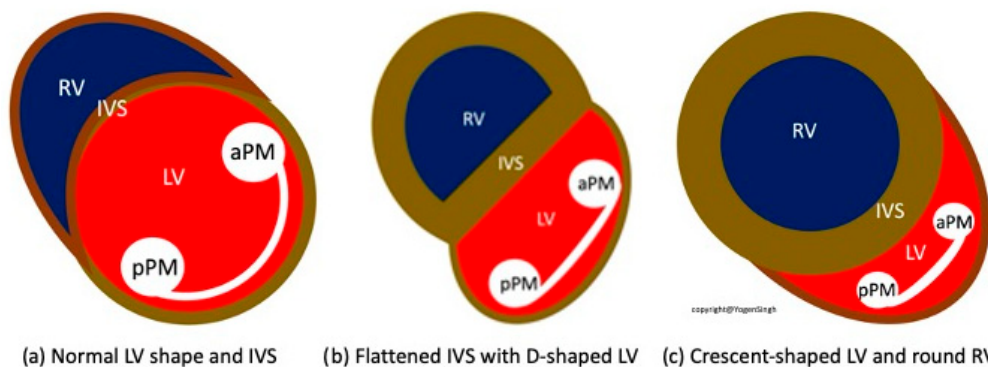 RV
IVS
LV
aPM
pPM
RV
IVS
aPM
LV
pPM
RV
IVS
aPM
LV
pPM
copyright@YogenSingh
(a) Normal LV shape and IVS
(b) Flattened IVS with D-shaped LV
(c) Crescent-shaped LV and round RV